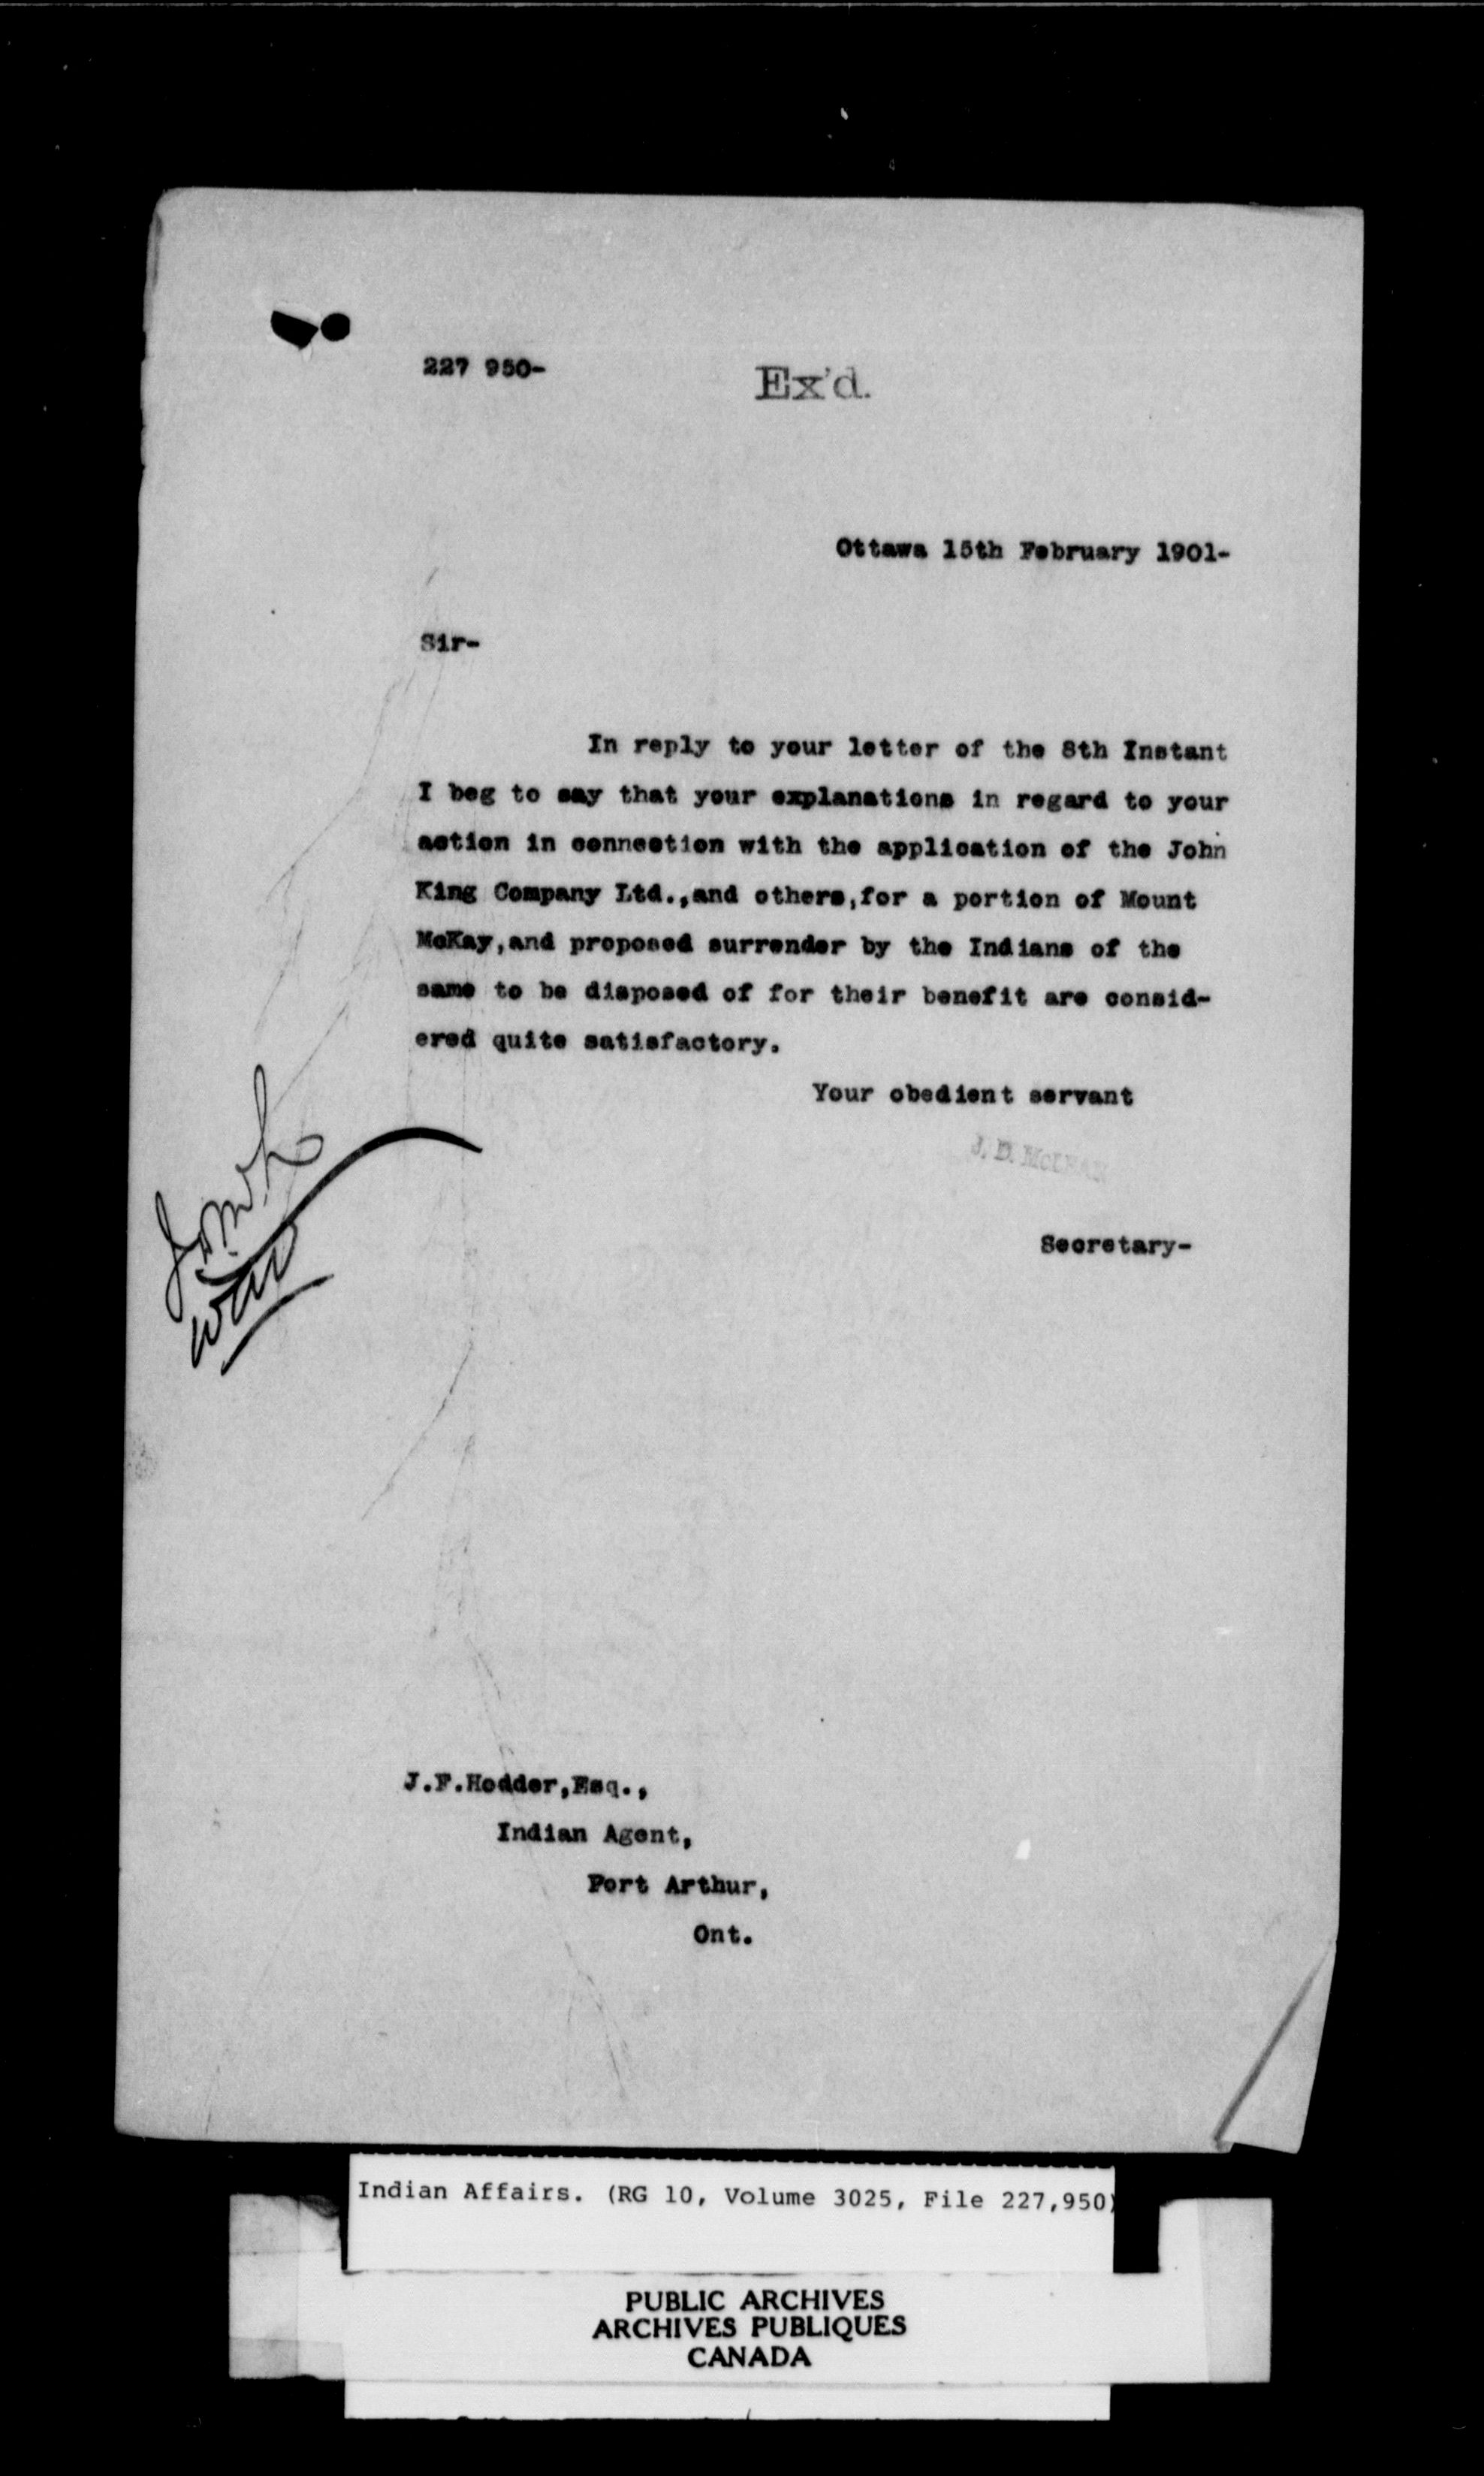 227 950-
Ex'd.
Ottawa 15th February 1901-
Sir-
In reply to your letter of the 8th Instant
I beg to say that your explanations in regard to your
action in connection with the application of the John
King Company Ltd.,and others,for a portion of Mount
McKay,and proposed surrender by the Indians of the
same to be disposed of for their benefit are consid-
ered quite satisfactory.
Your obedient servant
J. D. McLEAN
Secretary-
J.F.Hodder,Esq.,
Indian Agent,
Port Arthur,
Ont.
Indian Affairs. (RG 10, Volume 3025, File 227,950)
PUBLIC ARCHIVES
ARCHIVES PUBLIQUES
CANADA